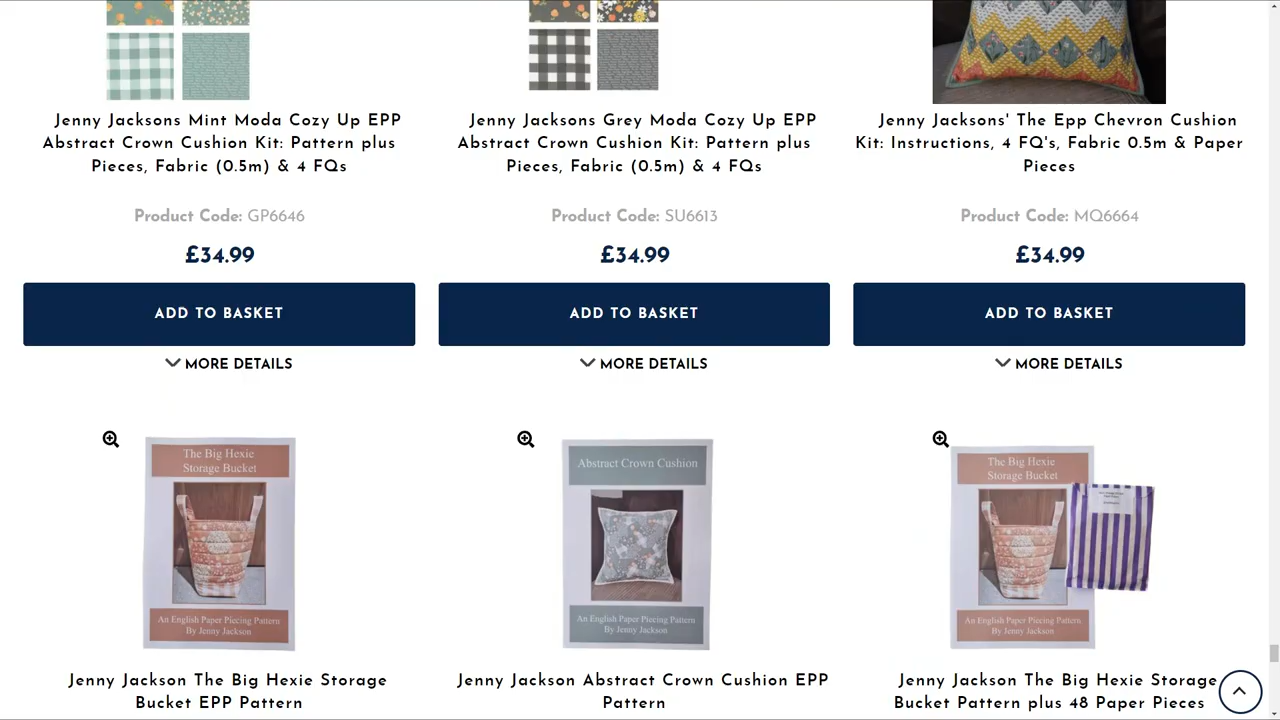 Jenny Jacksons Mint Moda Cozy Up EPP
Abstract Crown Cushion Kit: Pattern plus
Pieces, Fabric (0.5m) & 4 FQs
Product Code: GP6646
£34.99
ADD TO BASKET
MORE DETAILS
Jenny Jacksons Grey Moda Cozy Up EPP
Abstract Crown Cushion Kit: Pattern plus
Pieces, Fabric (0.5m) & 4 FQs
Product Code: SU6613
£34.99
ADD TO BASKET
MORE DETAILS
Jenny Jacksons' The Epp Chevron Cushion
Kit: Instructions, 4 FQ's, Fabric 0.5m & Paper
Pieces
Product Code: MQ6664
£34.99
ADD TO BASKET
MORE DETAILS
The Big Hexie
Storage Bucket
An English Paper Piecing Pattern
By Jenny Jackson
Jenny Jackson The Big Hexie Storage
Bucket EPP Pattern
Abstract Crown Cushion
An English Paper Piecing Pattern
By Jenny Jackson
Jenny Jackson Abstract Crown Cushion EPP
Pattern
The Big Hexie
Storage Bucket
An English Paper Piecing Pattern
By Jenny Jackson
Jenny Jackson The Big Hexie Storage
Bucket Pattern plus 48 Paper Pieces